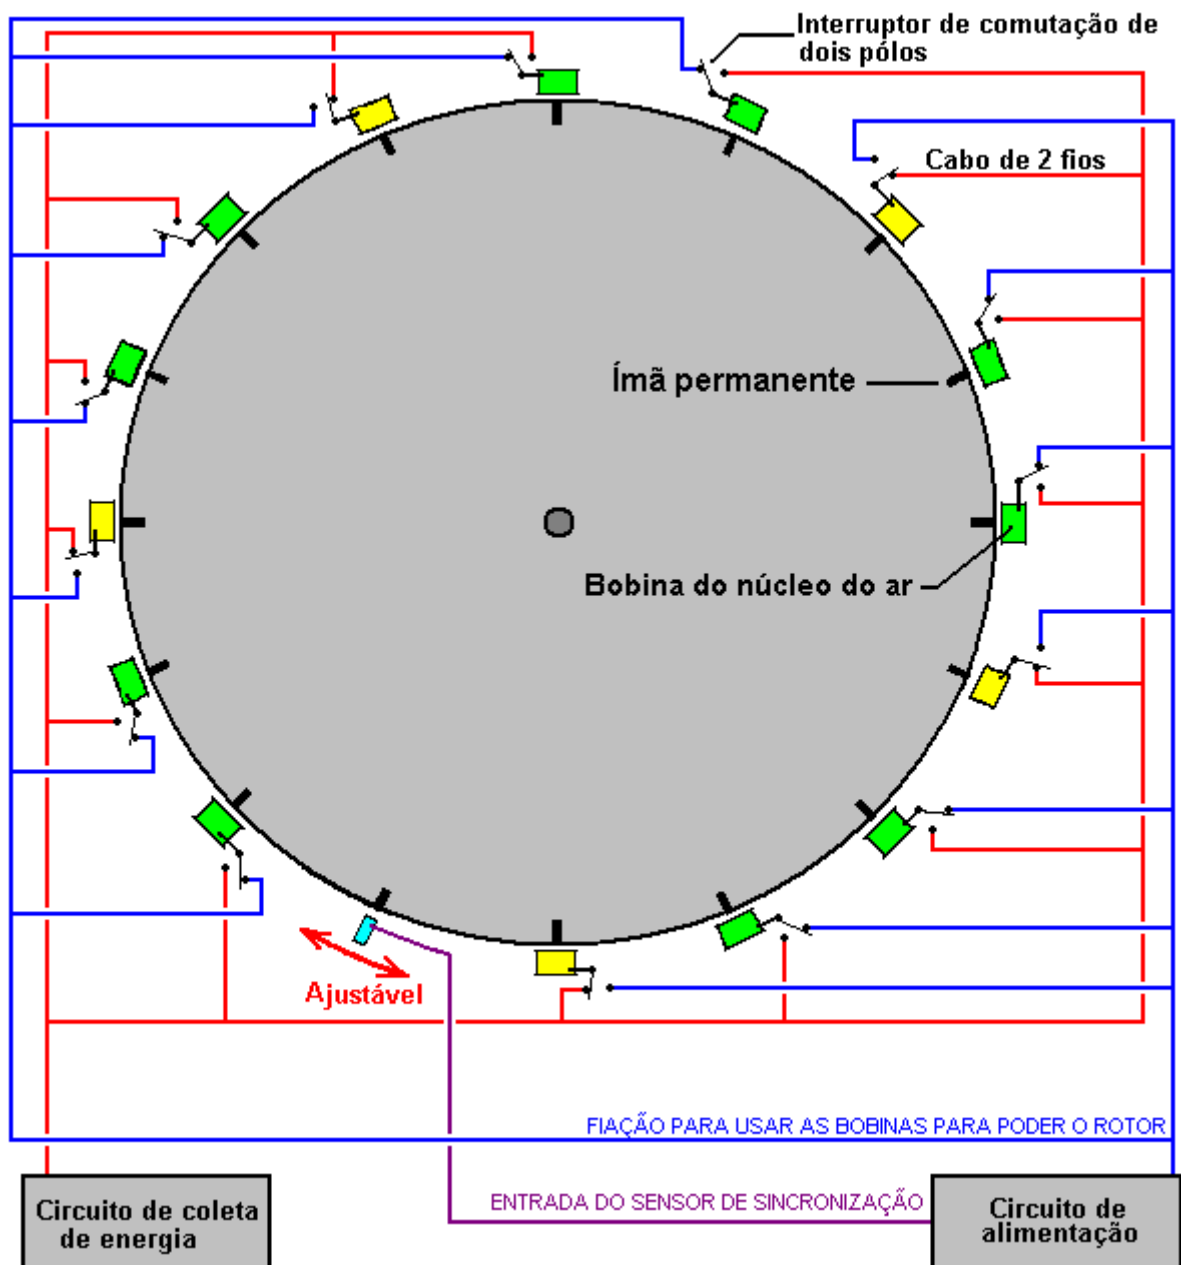 Interruptor de comutação de
dois pólos
Cabo de 2 fios
Ímã permanente
Bobina do núcleo do ar
Ajustável
FIAÇÃO PARA USAR AS BOBINAS PARA PODER O ROTOR
ENTRADA DO SENSOR DE SINCRONIZAÇÃO
Circuito de coleta
de energia
Circuito de
alimentação